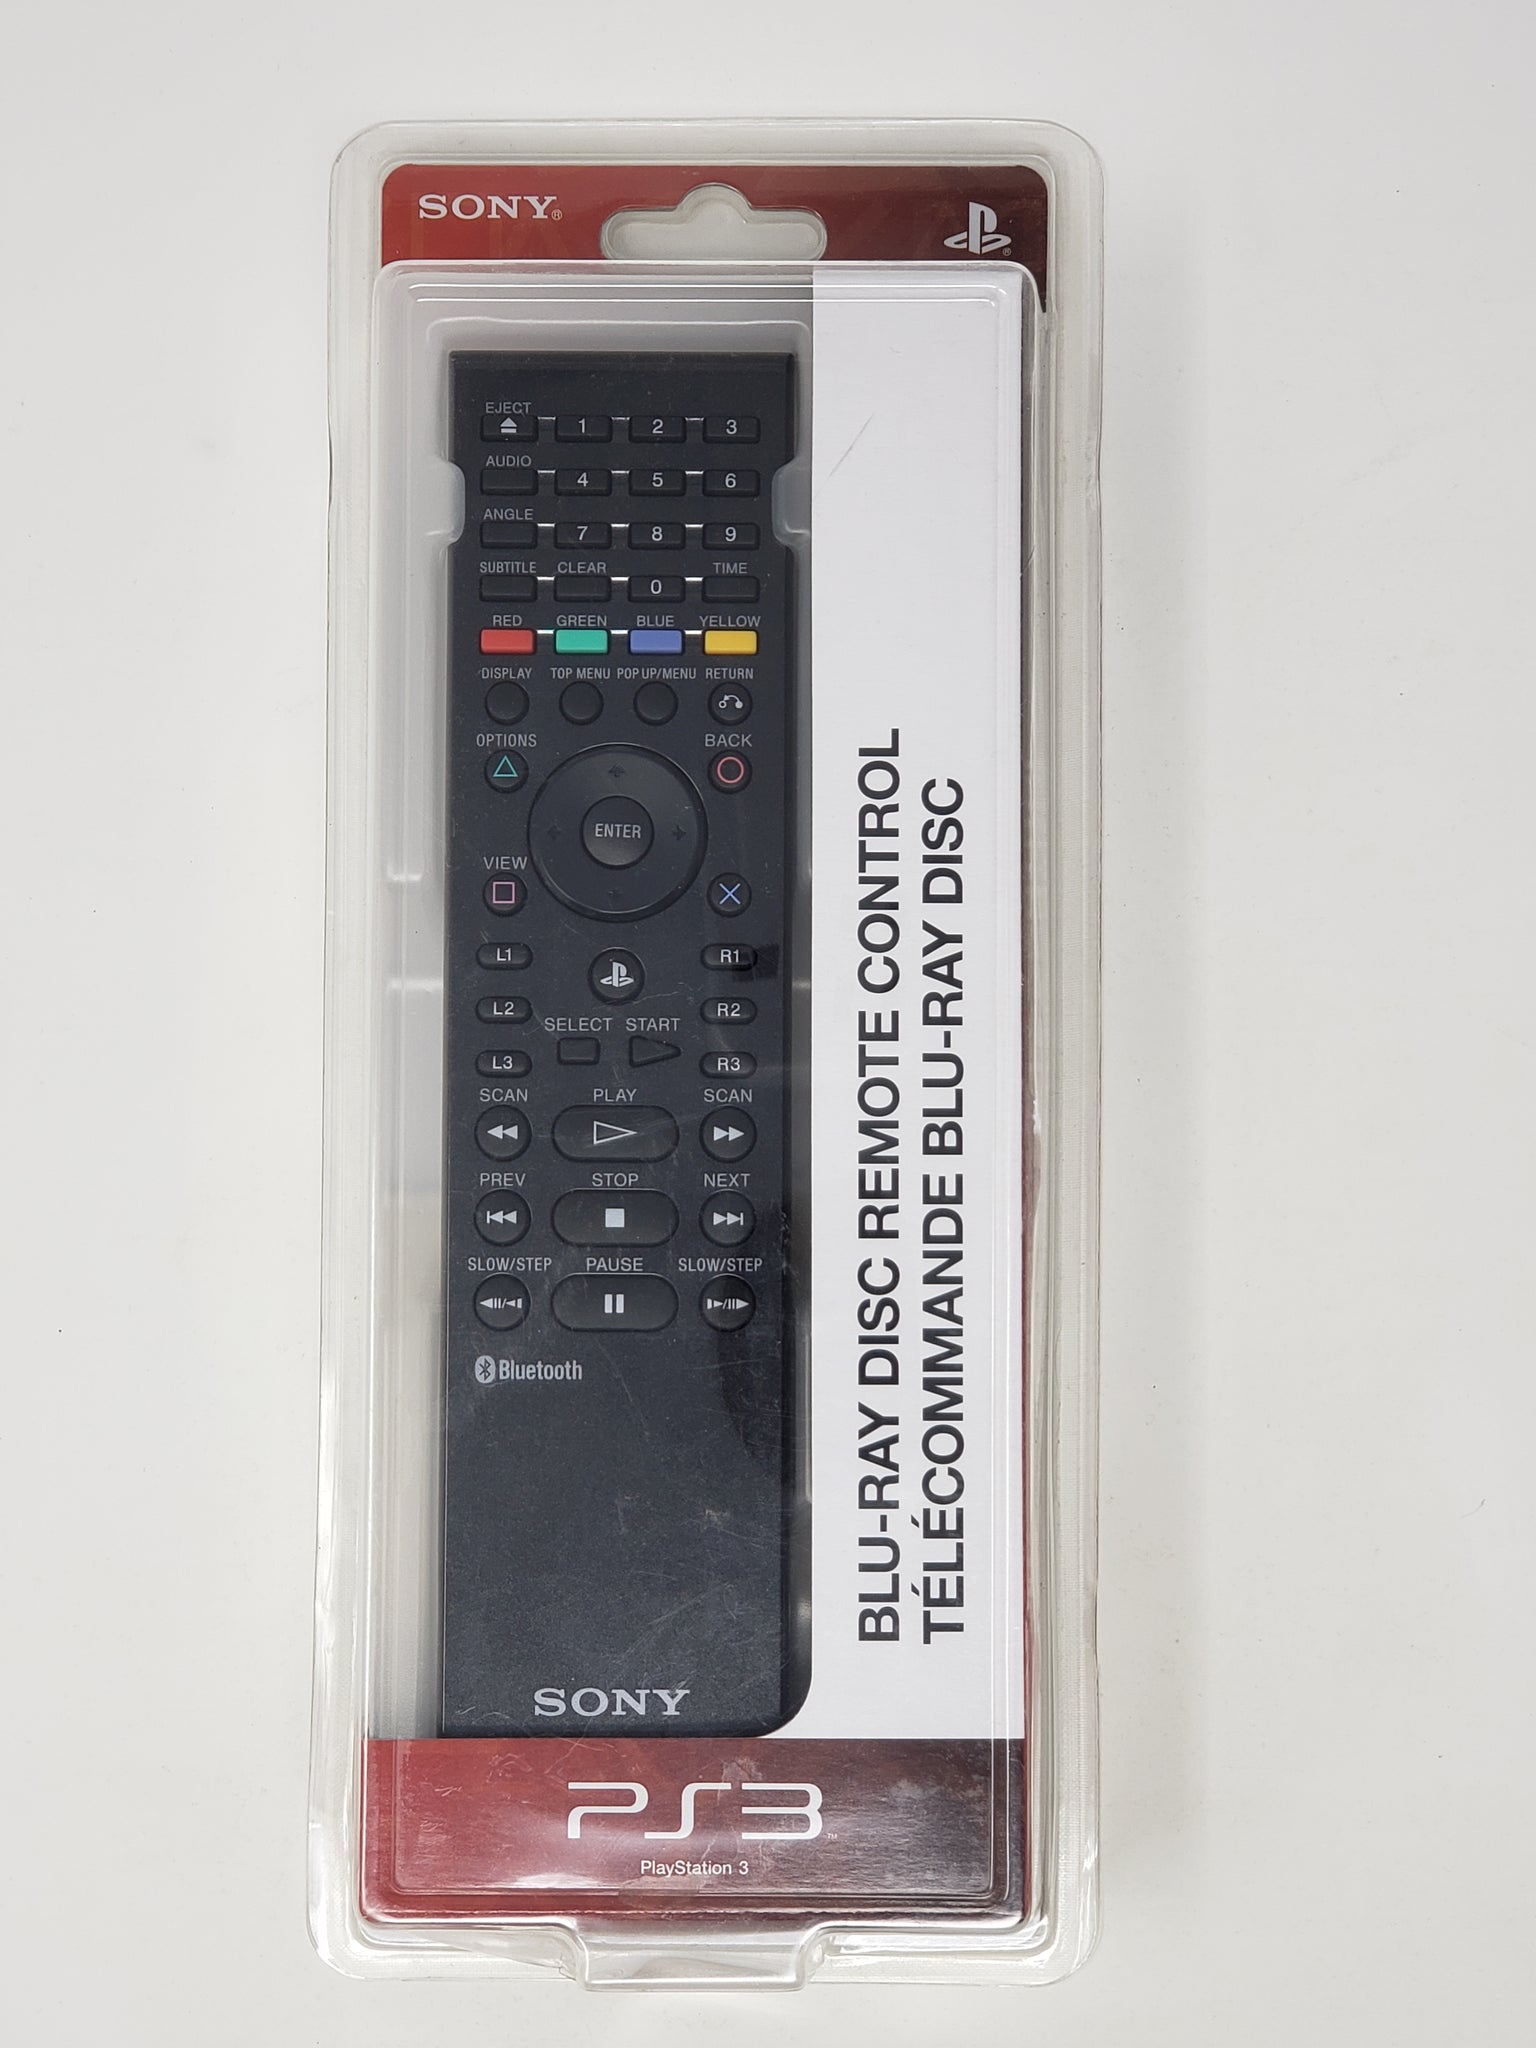 SONY®
EJECT
1 2 3
AUDIO
4 5 6
ANGLE
7 8 9
SUBTITLE CLEAR TIME
0
RED GREEN BLUE YELLOW
DISPLAY TOP MENU POP UP/MENU RETURN
OPTIONS BACK
ENTER
VIEW
L1 R1
L2 R2
SELECT START
L3 R3
SCAN PLAY SCAN
PREV STOP NEXT
SLOW/STEP PAUSE SLOW/STEP
Bluetooth
SONY
BLU-RAY DISC REMOTE CONTROL
TÉLÉCOMMANDE BLU-RAY DISC
PS3™
PlayStation 3